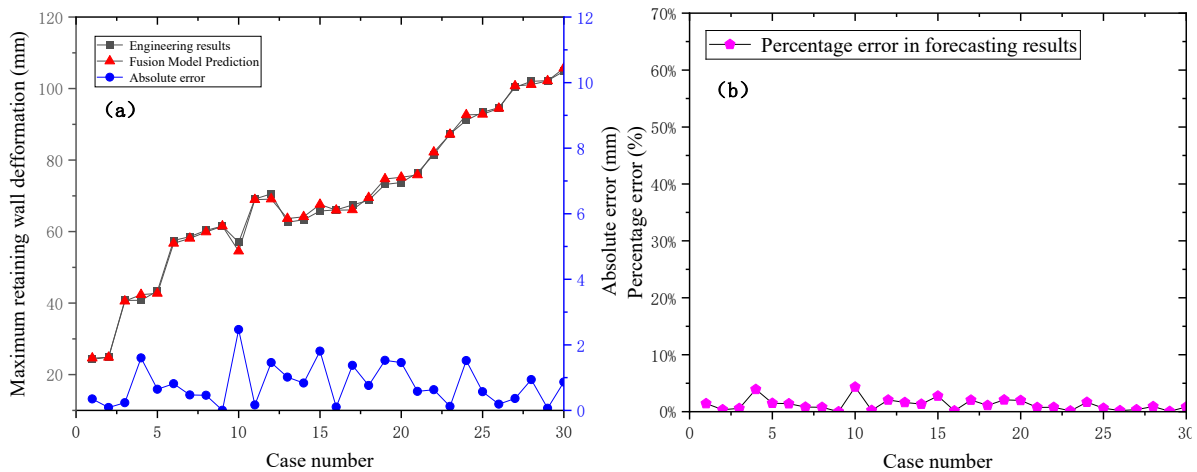 Maximum retaining wall defformation (mm)
120
100
80
60
40
20
Engineering results
Fusion Model Prediction
Absolute error
(a)
12
10
8
6
4
2
0
0 5 10 15 20 25 30
Case number
Absolute error (mm)
Percentage error (%)
70%
60%
50%
40%
30%
20%
10%
0%
Percentage error in forecasting results
(b)
0 5 10 15 20 25 30
Case number